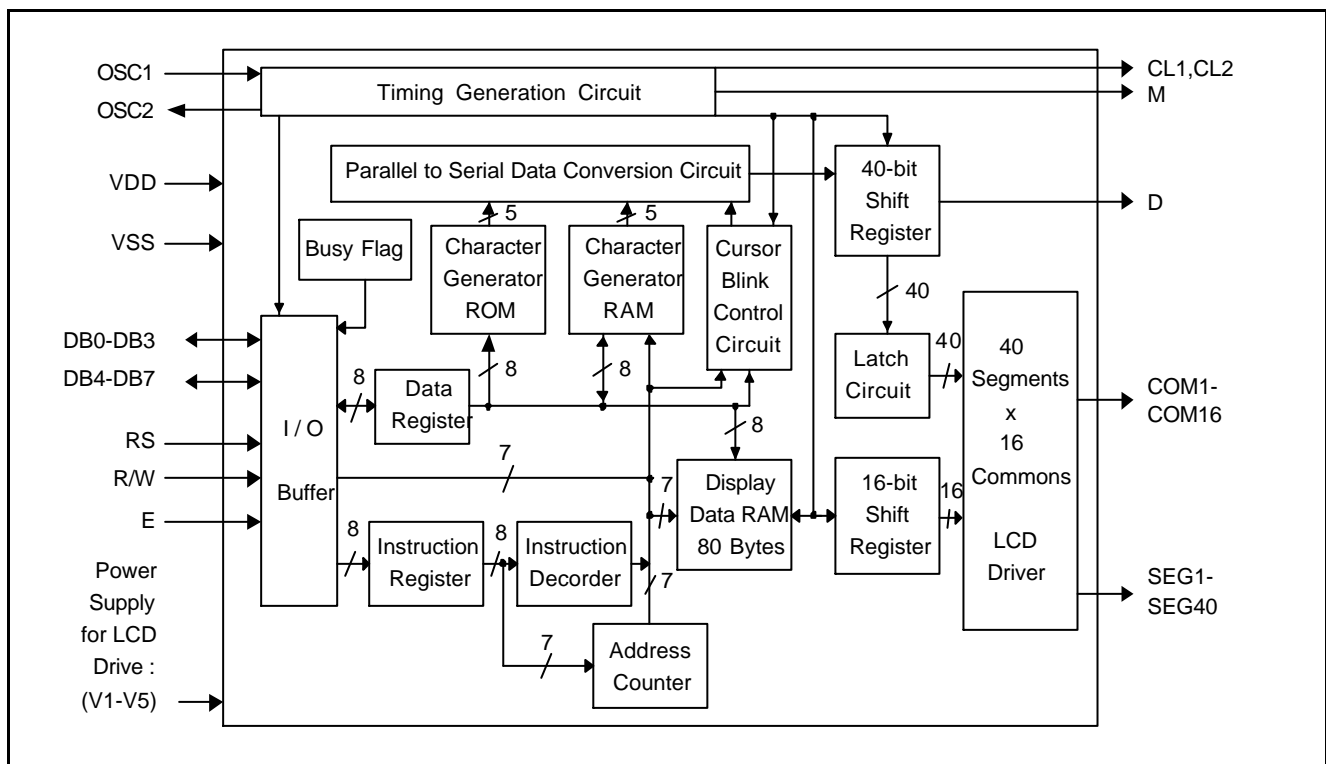 OSC1
OSC2
Timing Generation Circuit
CL1,CL2
M
VDD
VSS
Parallel to Serial Data Conversion Circuit
40-bit
Shift
Register
D
Busy Flag
5
Character
Generator
ROM
5
Character
Generator
RAM
Cursor
Blink
Control
Circuit
40
DB0-DB3
DB4-DB7
RS
R/W
E
I / O
Buffer
8
Data
Register
8
8
8
Latch
Circuit
40
40
Segments
x
16
Commons
LCD
Driver
COM1-
COM16
SEG1-
SEG40
7
7
Display
Data RAM
80 Bytes
16-bit
Shift
Register
16
8
Instruction
Register
8
Instruction
Decorder
7
7
Address
Counter
Power
Supply
for LCD
Drive :
(V1-V5)